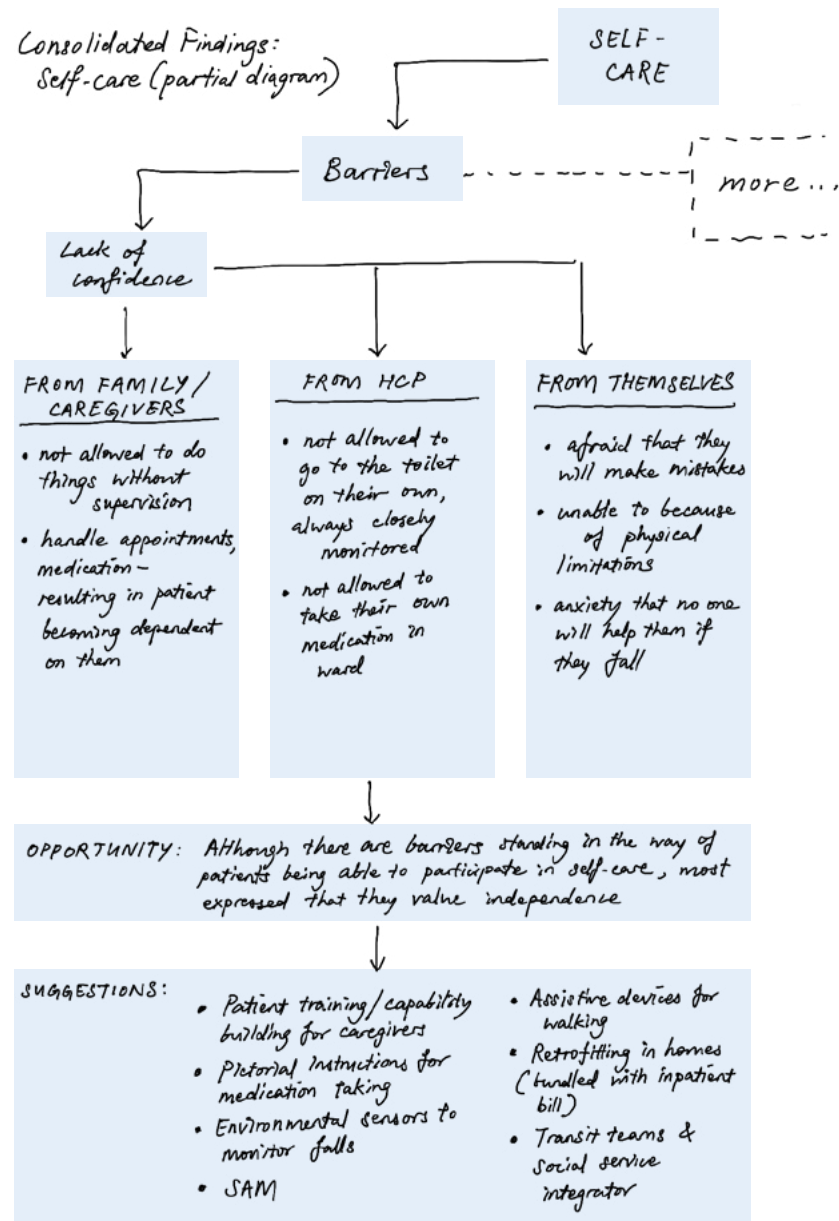 Consolidated Findings:
Self-care (partial diagram)
SELF-
CARE
Barriers
more...
Lack of
confidence
FROM FAMILY/
CAREGIVERS
• not allowed to do
things without
supervision
• handle appointments,
medication –
resulting in patient
becoming dependent
on them
FROM HCP
• not allowed to
go to the toilet
on their own,
always closely
monitored
• not allowed to
take their own
medication in
ward
FROM THEMSELVES
• afraid that they
will make mistakes
• unable to because
of physical
limitations
• anxiety that no one
will help them if
they fall
OPPORTUNITY: Although there are barriers standing in the way of
patients being able to participate in self-care, most
expressed that they value independence
SUGGESTIONS:
• Patient training/capability
building for caregivers
• Pictorial instructions for
medication taking
• Environmental sensors to
monitor falls
• SAM
• Assistive devices for
walking
• Retrofitting in homes
(bundled with inpatient
bill)
• Transit teams &
social service
integrator